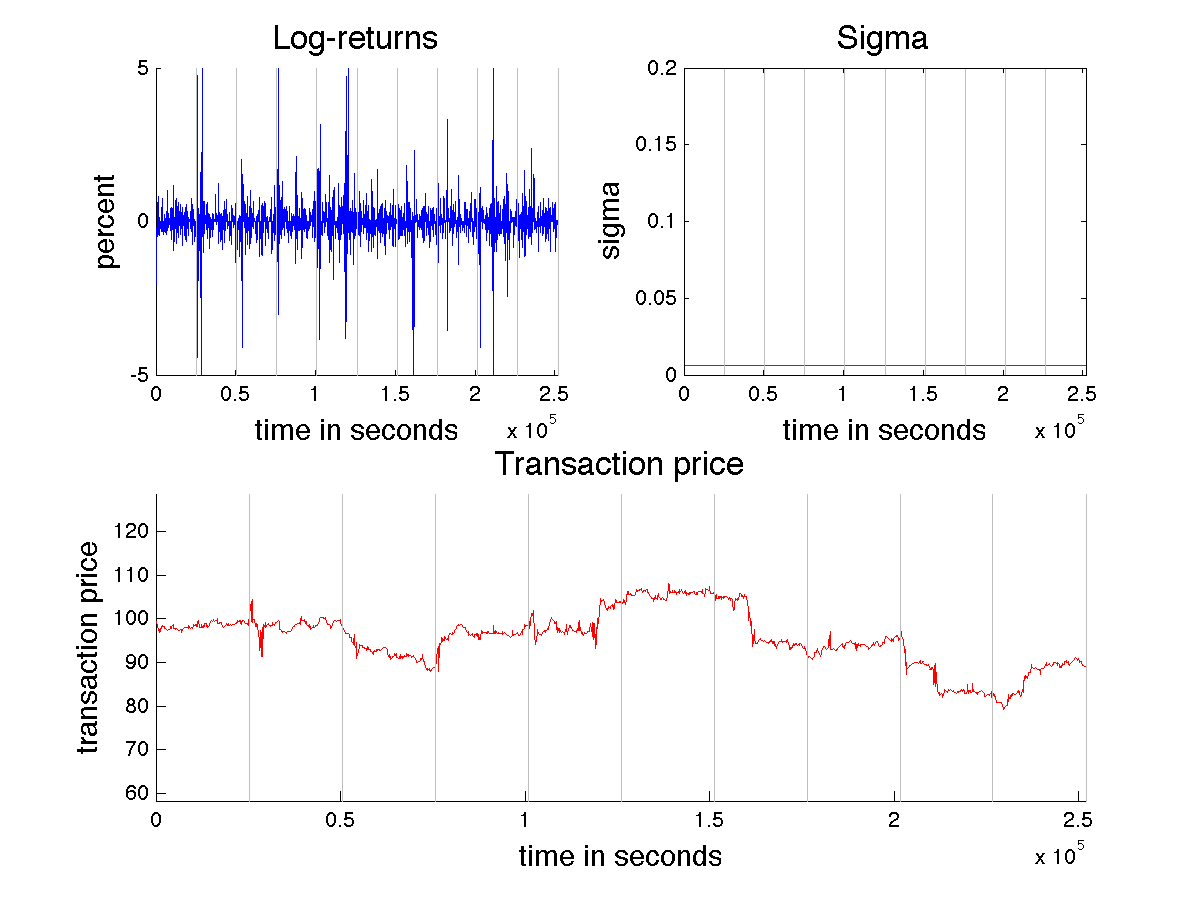 Log-returns
5
0
-5
percent
0 0.5 1 1.5 2 2.5
x 10^5
time in seconds
Sigma
0.2
0.15
0.1
0.05
0
sigma
0 0.5 1 1.5 2 2.5
x 10^5
time in seconds
Transaction price
120
110
100
90
80
70
60
transaction price
0 0.5 1 1.5 2 2.5
x 10^5
time in seconds